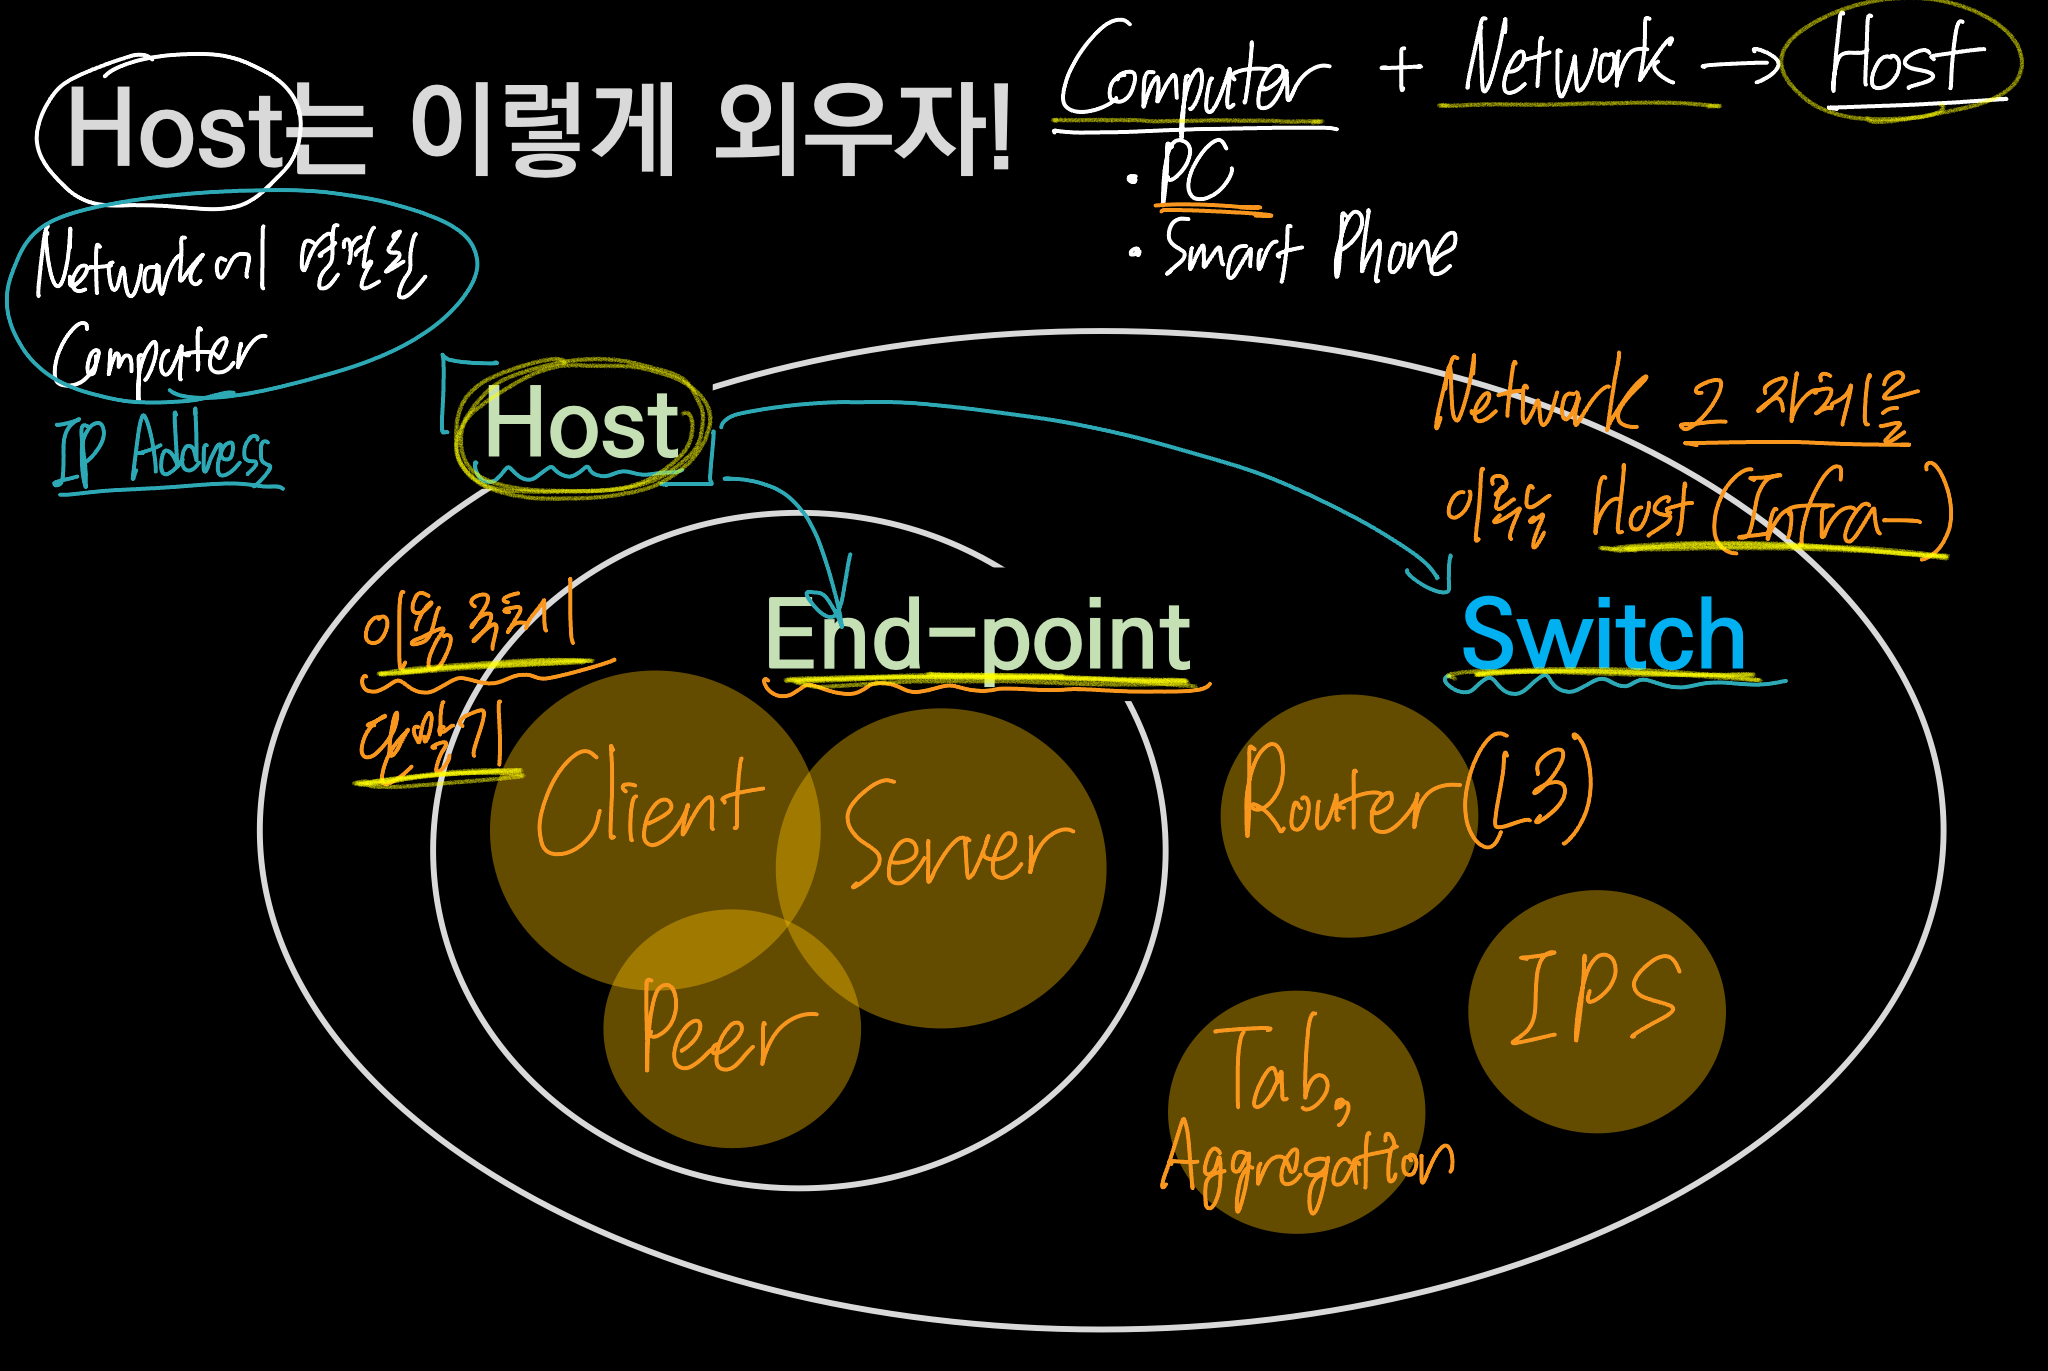 Host는 이렇게 외우자!
Computer + Network → Host
• PC
• Smart Phone
Network에 연결된
Computer
IP Address
Host
Network 그 자체를
이루는 Host (Infra-)
End-point
Switch
이용 주체
단말기
Client
Server
Peer
Router (L3)
IPS
Tab,
Aggregation